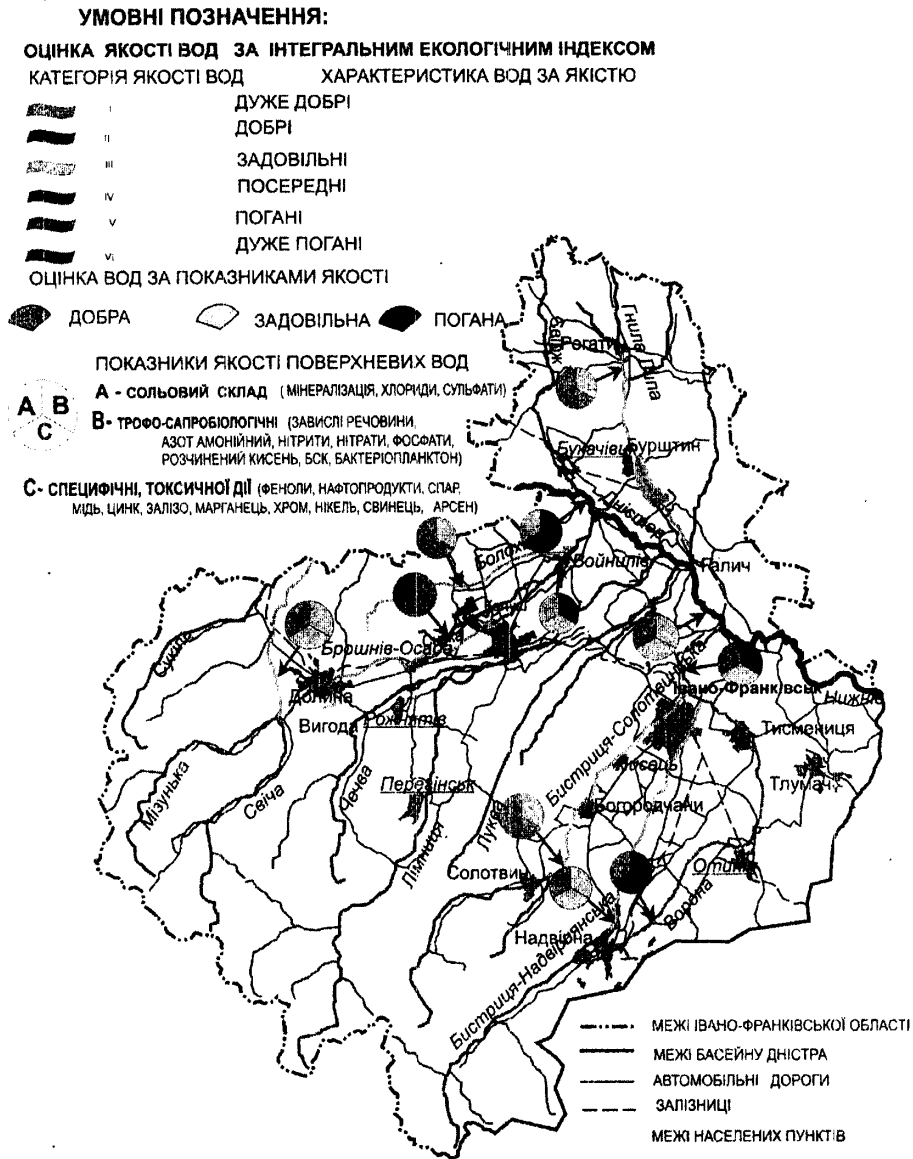 УМОВНІ ПОЗНАЧЕННЯ:
ОЦІНКА ЯКОСТІ ВОД ЗА ІНТЕГРАЛЬНИМ ЕКОЛОГІЧНИМ ІНДЕКСОМ
КАТЕГОРІЯ ЯКОСТІ ВОД ХАРАКТЕРИСТИКА ВОД ЗА ЯКІСТЮ
I ДУЖЕ ДОБРІ
II ДОБРІ
III ЗАДОВІЛЬНІ
IV ПОСЕРЕДНІ
V ПОГАНІ
VI ДУЖЕ ПОГАНІ
ОЦІНКА ВОД ЗА ПОКАЗНИКАМИ ЯКОСТІ
ДОБРА ЗАДОВІЛЬНА ПОГАНА
ПОКАЗНИКИ ЯКОСТІ ПОВЕРХНЕВИХ ВОД
A B C
А - СОЛЬОВИЙ СКЛАД (МІНЕРАЛІЗАЦІЯ, ХЛОРИДИ, СУЛЬФАТИ)
В- ТРОФО-САПРОБІОЛОГІЧНІ (ЗАВИСЛІ РЕЧОВИНИ,
АЗОТ АМОНІЙНИЙ, НІТРИТИ, НІТРАТИ, ФОСФАТИ,
РОЗЧИНЕНИЙ КИСЕНЬ, БСК, БАКТЕРІОПЛАНКТОН)
С- СПЕЦИФІЧНІ, ТОКСИЧНОЇ ДІЇ (ФЕНОЛИ, НАФТОПРОДУКТИ, СПАР,
МІДЬ, ЦИНК, ЗАЛІЗО, МАРГАНЕЦЬ, ХРОМ, НІКЕЛЬ, СВИНЕЦЬ, АРСЕН)
Свірж
Гнила Липа
Рогатин
Букачівці
Бурштин
Дністер
Болох
Войнилів
Галич
Сукіль
Брошнів-Осада
Долина
Вигода
Рожнятів
Івано-Франківськ
Нижнів
Тисмениця
Тлумач
Мізунька
Свіча
Чечва
Перегінськ
Лімниця
Луква
Бистриця-Солотвинська
Лисець
Богородчани
Солотвин
Отинія
Ворона
Надвірна
Бистриця-Надвірнянська
МЕЖІ ІВАНО-ФРАНКІВСЬКОЇ ОБЛАСТІ
МЕЖІ БАСЕЙНУ ДНІСТРА
АВТОМОБІЛЬНІ ДОРОГИ
ЗАЛІЗНИЦІ
МЕЖІ НАСЕЛЕНИХ ПУНКТІВ